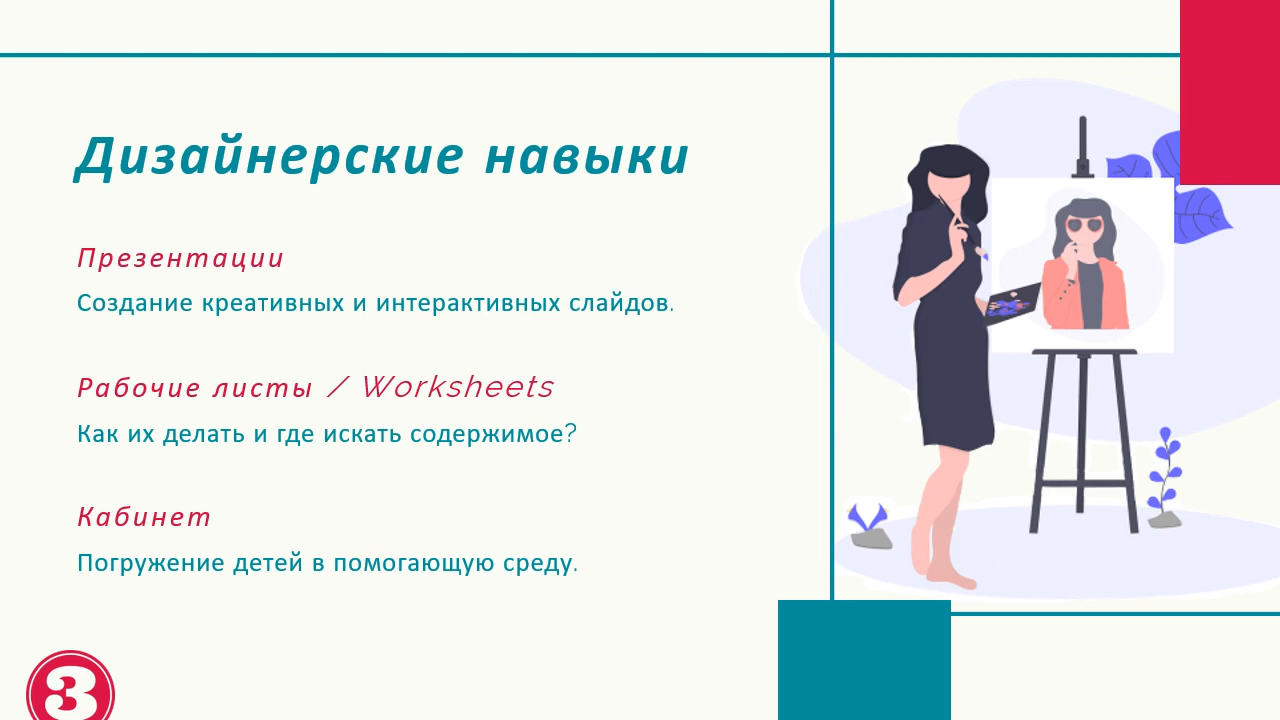 Дизайнерские навыки
Презентации
Создание креативных и интерактивных слайдов.
Рабочие листы / Worksheets
Как их делать и где искать содержимое?
Кабинет
Погружение детей в помогающую среду.
3